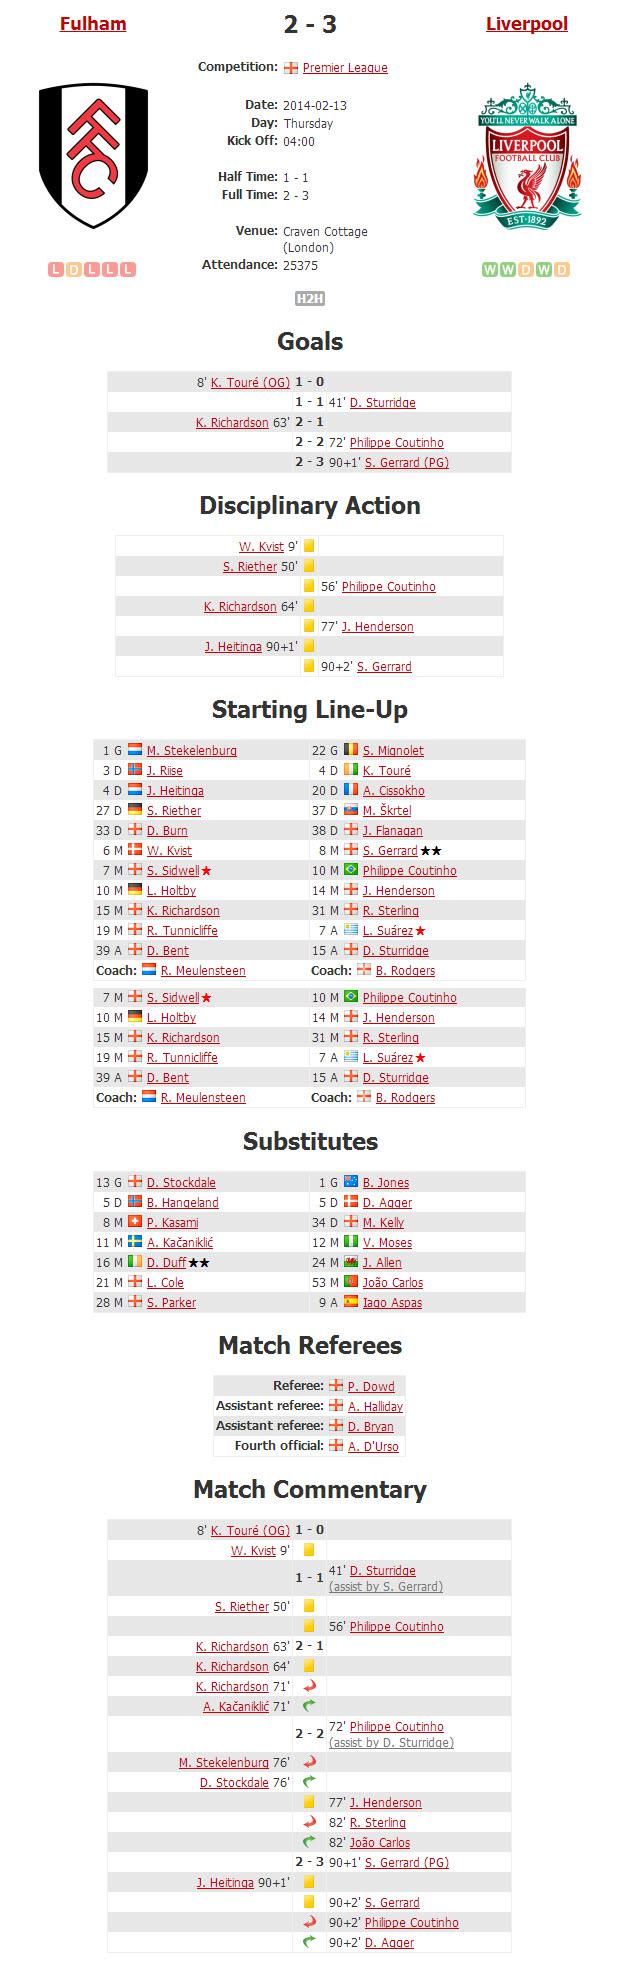 Fulham 2 - 3 Liverpool
Competition: Premier League
Date: 2014-02-13
Day: Thursday
Kick Off: 04:00
Half Time: 1 - 1
Full Time: 2 - 3
Venue: Craven Cottage
(London)
Attendance: 25375
FFC
YOU'LL NEVER WALK ALONE
LIVERPOOL
FOOTBALL CLUB
EST·1892
L D L L L
W W D W D
H2H
Goals
8' K. Touré (OG) 1 - 0
1 - 1 41' D. Sturridge
K. Richardson 63' 2 - 1
2 - 2 72' Philippe Coutinho
2 - 3 90+1' S. Gerrard (PG)
Disciplinary Action
W. Kvist 9'
S. Riether 50'
56' Philippe Coutinho
K. Richardson 64'
77' J. Henderson
J. Heitinga 90+1'
90+2' S. Gerrard
Starting Line-Up
1 G M. Stekelenburg 22 G S. Mignolet
3 D J. Riise 4 D K. Touré
4 D J. Heitinga 20 D A. Cissokho
27 D S. Riether 37 D M. Škrtel
33 D D. Burn 38 D J. Flanagan
6 M W. Kvist 8 M S. Gerrard ★★
7 M S. Sidwell ★ 10 M Philippe Coutinho
10 M L. Holtby 14 M J. Henderson
15 M K. Richardson 31 M R. Sterling
19 M R. Tunnicliffe 7 A L. Suárez ★
39 A D. Bent 15 A D. Sturridge
Coach: R. Meulensteen Coach: B. Rodgers
7 M S. Sidwell ★ 10 M Philippe Coutinho
10 M L. Holtby 14 M J. Henderson
15 M K. Richardson 31 M R. Sterling
19 M R. Tunnicliffe 7 A L. Suárez ★
39 A D. Bent 15 A D. Sturridge
Coach: R. Meulensteen Coach: B. Rodgers
Substitutes
13 G D. Stockdale 1 G B. Jones
5 D B. Hangeland 5 D D. Agger
8 M P. Kasami 34 D M. Kelly
11 M A. Kačaniklić 12 M V. Moses
16 M D. Duff ★★ 24 M J. Allen
21 M L. Cole 53 M João Carlos
28 M S. Parker 9 A Iago Aspas
Match Referees
Referee: P. Dowd
Assistant referee: A. Halliday
Assistant referee: D. Bryan
Fourth official: A. D'Urso
Match Commentary
8' K. Touré (OG) 1 - 0
W. Kvist 9'
1 - 1 41' D. Sturridge
(assist by S. Gerrard)
S. Riether 50'
56' Philippe Coutinho
K. Richardson 63' 2 - 1
K. Richardson 64'
K. Richardson 71'
A. Kačaniklić 71'
2 - 2 72' Philippe Coutinho
(assist by D. Sturridge)
M. Stekelenburg 76'
D. Stockdale 76'
77' J. Henderson
82' R. Sterling
82' João Carlos
2 - 3 90+1' S. Gerrard (PG)
J. Heitinga 90+1'
90+2' S. Gerrard
90+2' Philippe Coutinho
90+2' D. Agger